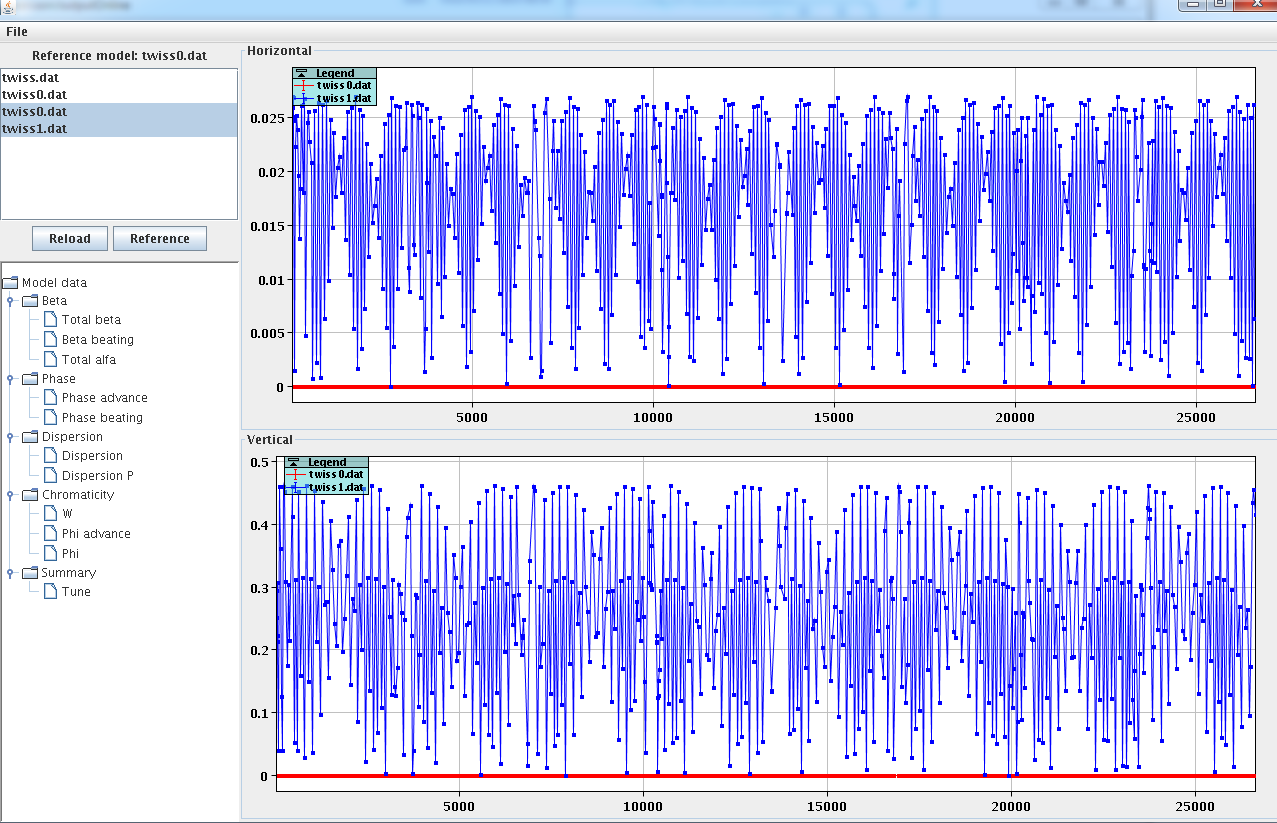 File
Reference model: twiss0.dat
twiss.dat
twiss0.dat
twiss0.dat
twiss1.dat
Reload Reference
Model data
Beta
Total beta
Beta beating
Total alfa
Phase
Phase advance
Phase beating
Dispersion
Dispersion
Dispersion P
Chromaticity
W
Phi advance
Phi
Summary
Tune
Horizontal
Legend
twiss0.dat
twiss1.dat
0.025
0.02
0.015
0.01
0.005
0
5000 10000 15000 20000 25000
Vertical
Legend
twiss0.dat
twiss1.dat
0.5
0.4
0.3
0.2
0.1
0
5000 10000 15000 20000 25000